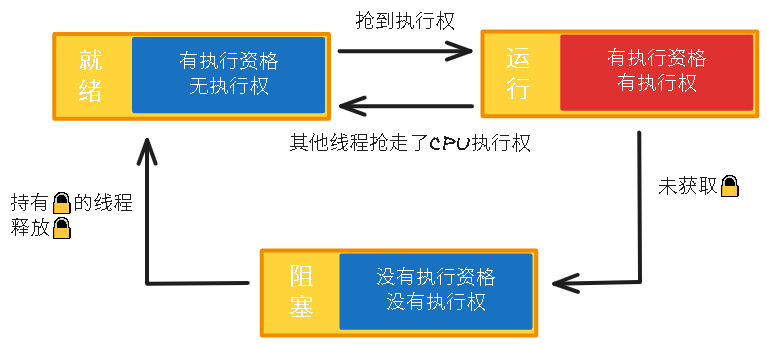 抢到执行权
就
绪
有执行资格
无执行权
运
行
有执行资格
有执行权
其他线程抢走了CPU执行权
持有🔒的线程
释放🔒
未获取🔒
阻
塞
没有执行资格
没有执行权